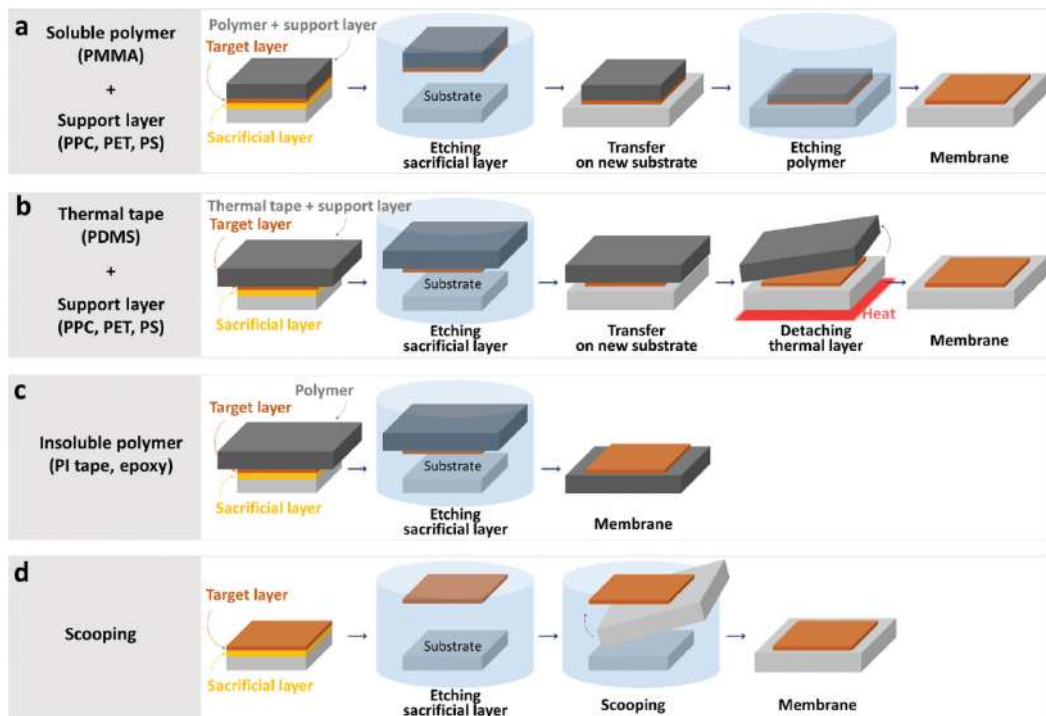 a
Soluble polymer
(PMMA)
+
Support layer
(PPC, PET, PS)
Polymer + support layer
Target layer
Sacrificial layer
Substrate
Etching
sacrificial layer
Transfer
on new substrate
Etching
polymer
Membrane
b
Thermal tape
(PDMS)
+
Support layer
(PPC, PET, PS)
Thermal tape + support layer
Target layer
Sacrificial layer
Substrate
Etching
sacrificial layer
Transfer
on new substrate
Heat
Detaching
thermal layer
Membrane
c
Insoluble polymer
(PI tape, epoxy)
Polymer
Target layer
Sacrificial layer
Substrate
Etching
sacrificial layer
Membrane
d
Scooping
Target layer
Sacrificial layer
Substrate
Etching
sacrificial layer
Scooping
Membrane